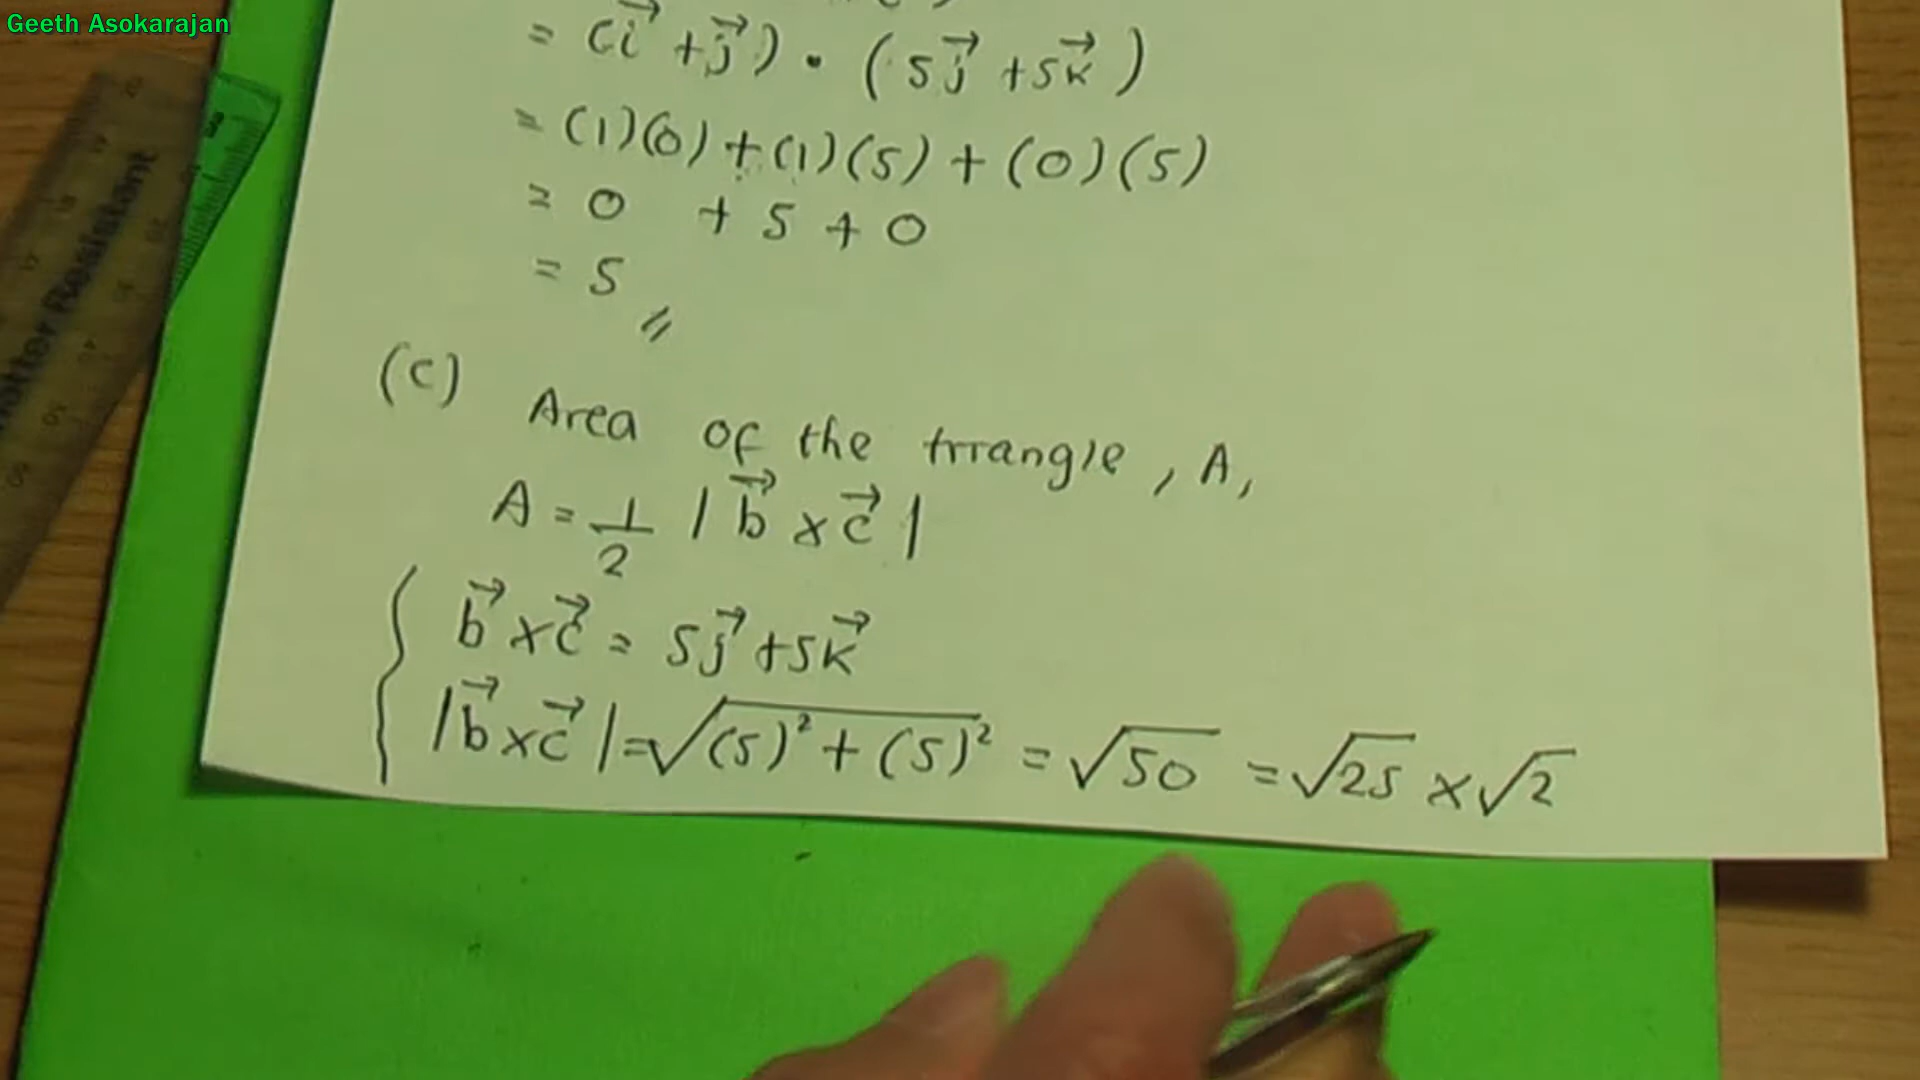 Geeth Asokarajan
= (i⃗ + j⃗) • (5j⃗ + 5k⃗)
= (1)(0) + (1)(5) + (0)(5)
= 0 + 5 + 0
= 5 //
(C) Area of the triangle, A,
A = 1/2 |b⃗ × c⃗|
b⃗ × c⃗ = 5j⃗ + 5k⃗
|b⃗ × c⃗| = √(5)² + (5)² = √50 = √25 × √2
Resistant